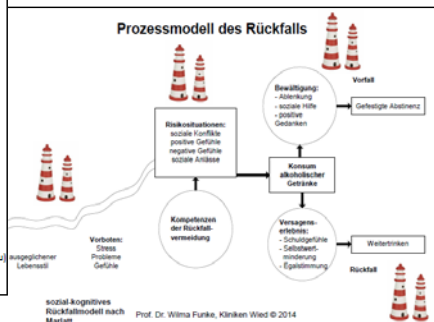 Prozessmodell des Rückfalls
Vorfall
Bewältigung:
- Ablenkung
- soziale Hilfe
- positive
Gedanken
Gefestigte Abstinenz
Risikosituationen:
soziale Konflikte
positive Gefühle
negative Gefühle
soziale Anlässe
Konsum
alkoholischer
Getränke
Kompetenzen
der Rückfall-
vermeidung
Versagens-
erlebnis:
- Schuldgefühle
- Selbstwert-
minderung
- Egalstimmung
Weitertrinken
Rückfall
Vorboten:
Stress
Probleme
Gefühle
ausgeglichener
Lebensstil
sozial-kognitives
Rückfallmodell nach
Marlatt
Prof. Dr. Wilma Funke, Kliniken Wied © 2014